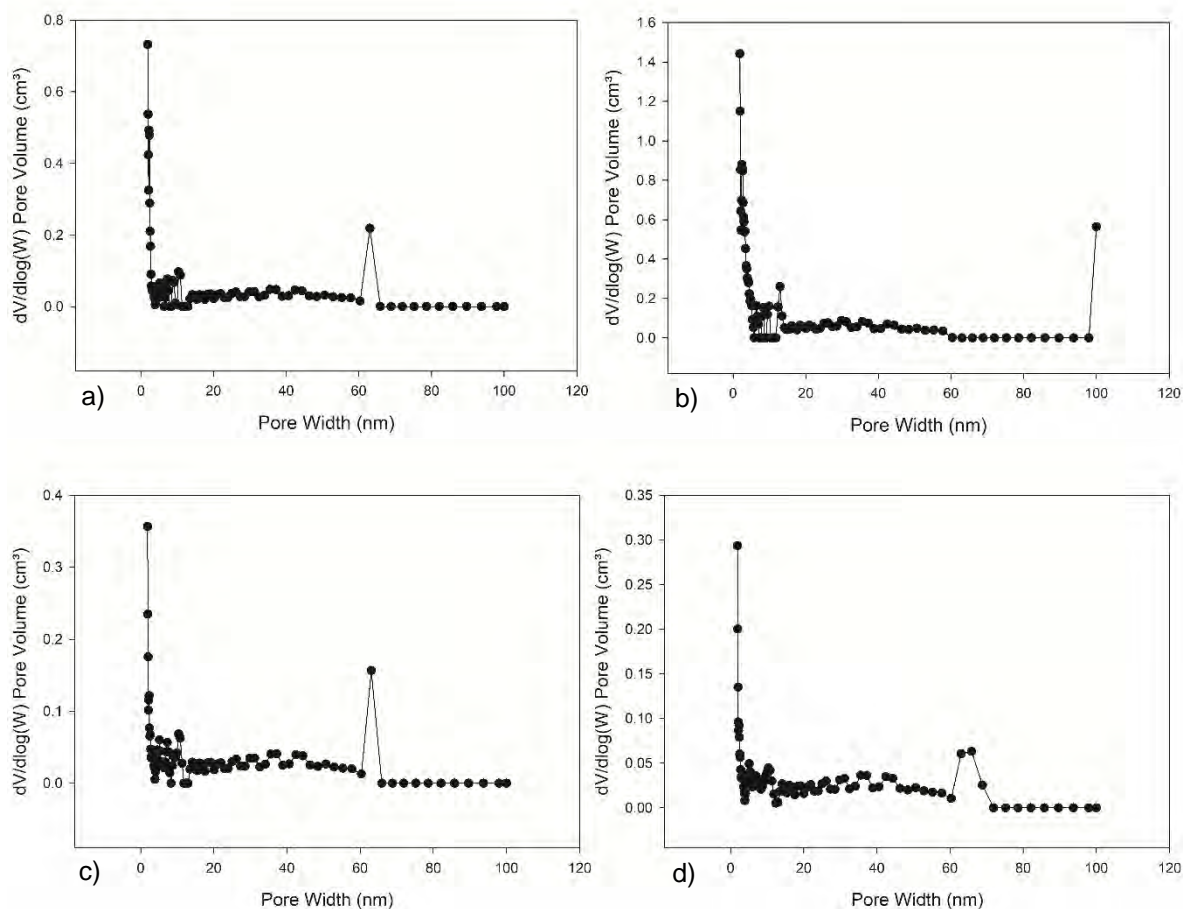 dV/dlog(W) Pore Volume (cm³)
0.8
0.6
0.4
0.2
0.0
0 20 40 60 80 100 120
a)
Pore Width (nm)
dV/dlog(W) Pore Volume (cm³)
1.6
1.4
1.2
1.0
0.8
0.6
0.4
0.2
0.0
0 20 40 60 80 100 120
b)
Pore Width (nm)
dV/dlog(W) Pore Volume (cm³)
0.4
0.3
0.2
0.1
0.0
0 20 40 60 80 100 120
c)
Pore Width (nm)
dV/dlog(W) Pore Volume (cm³)
0.35
0.30
0.25
0.20
0.15
0.10
0.05
0.00
0 20 40 60 80 100 120
d)
Pore Width (nm)